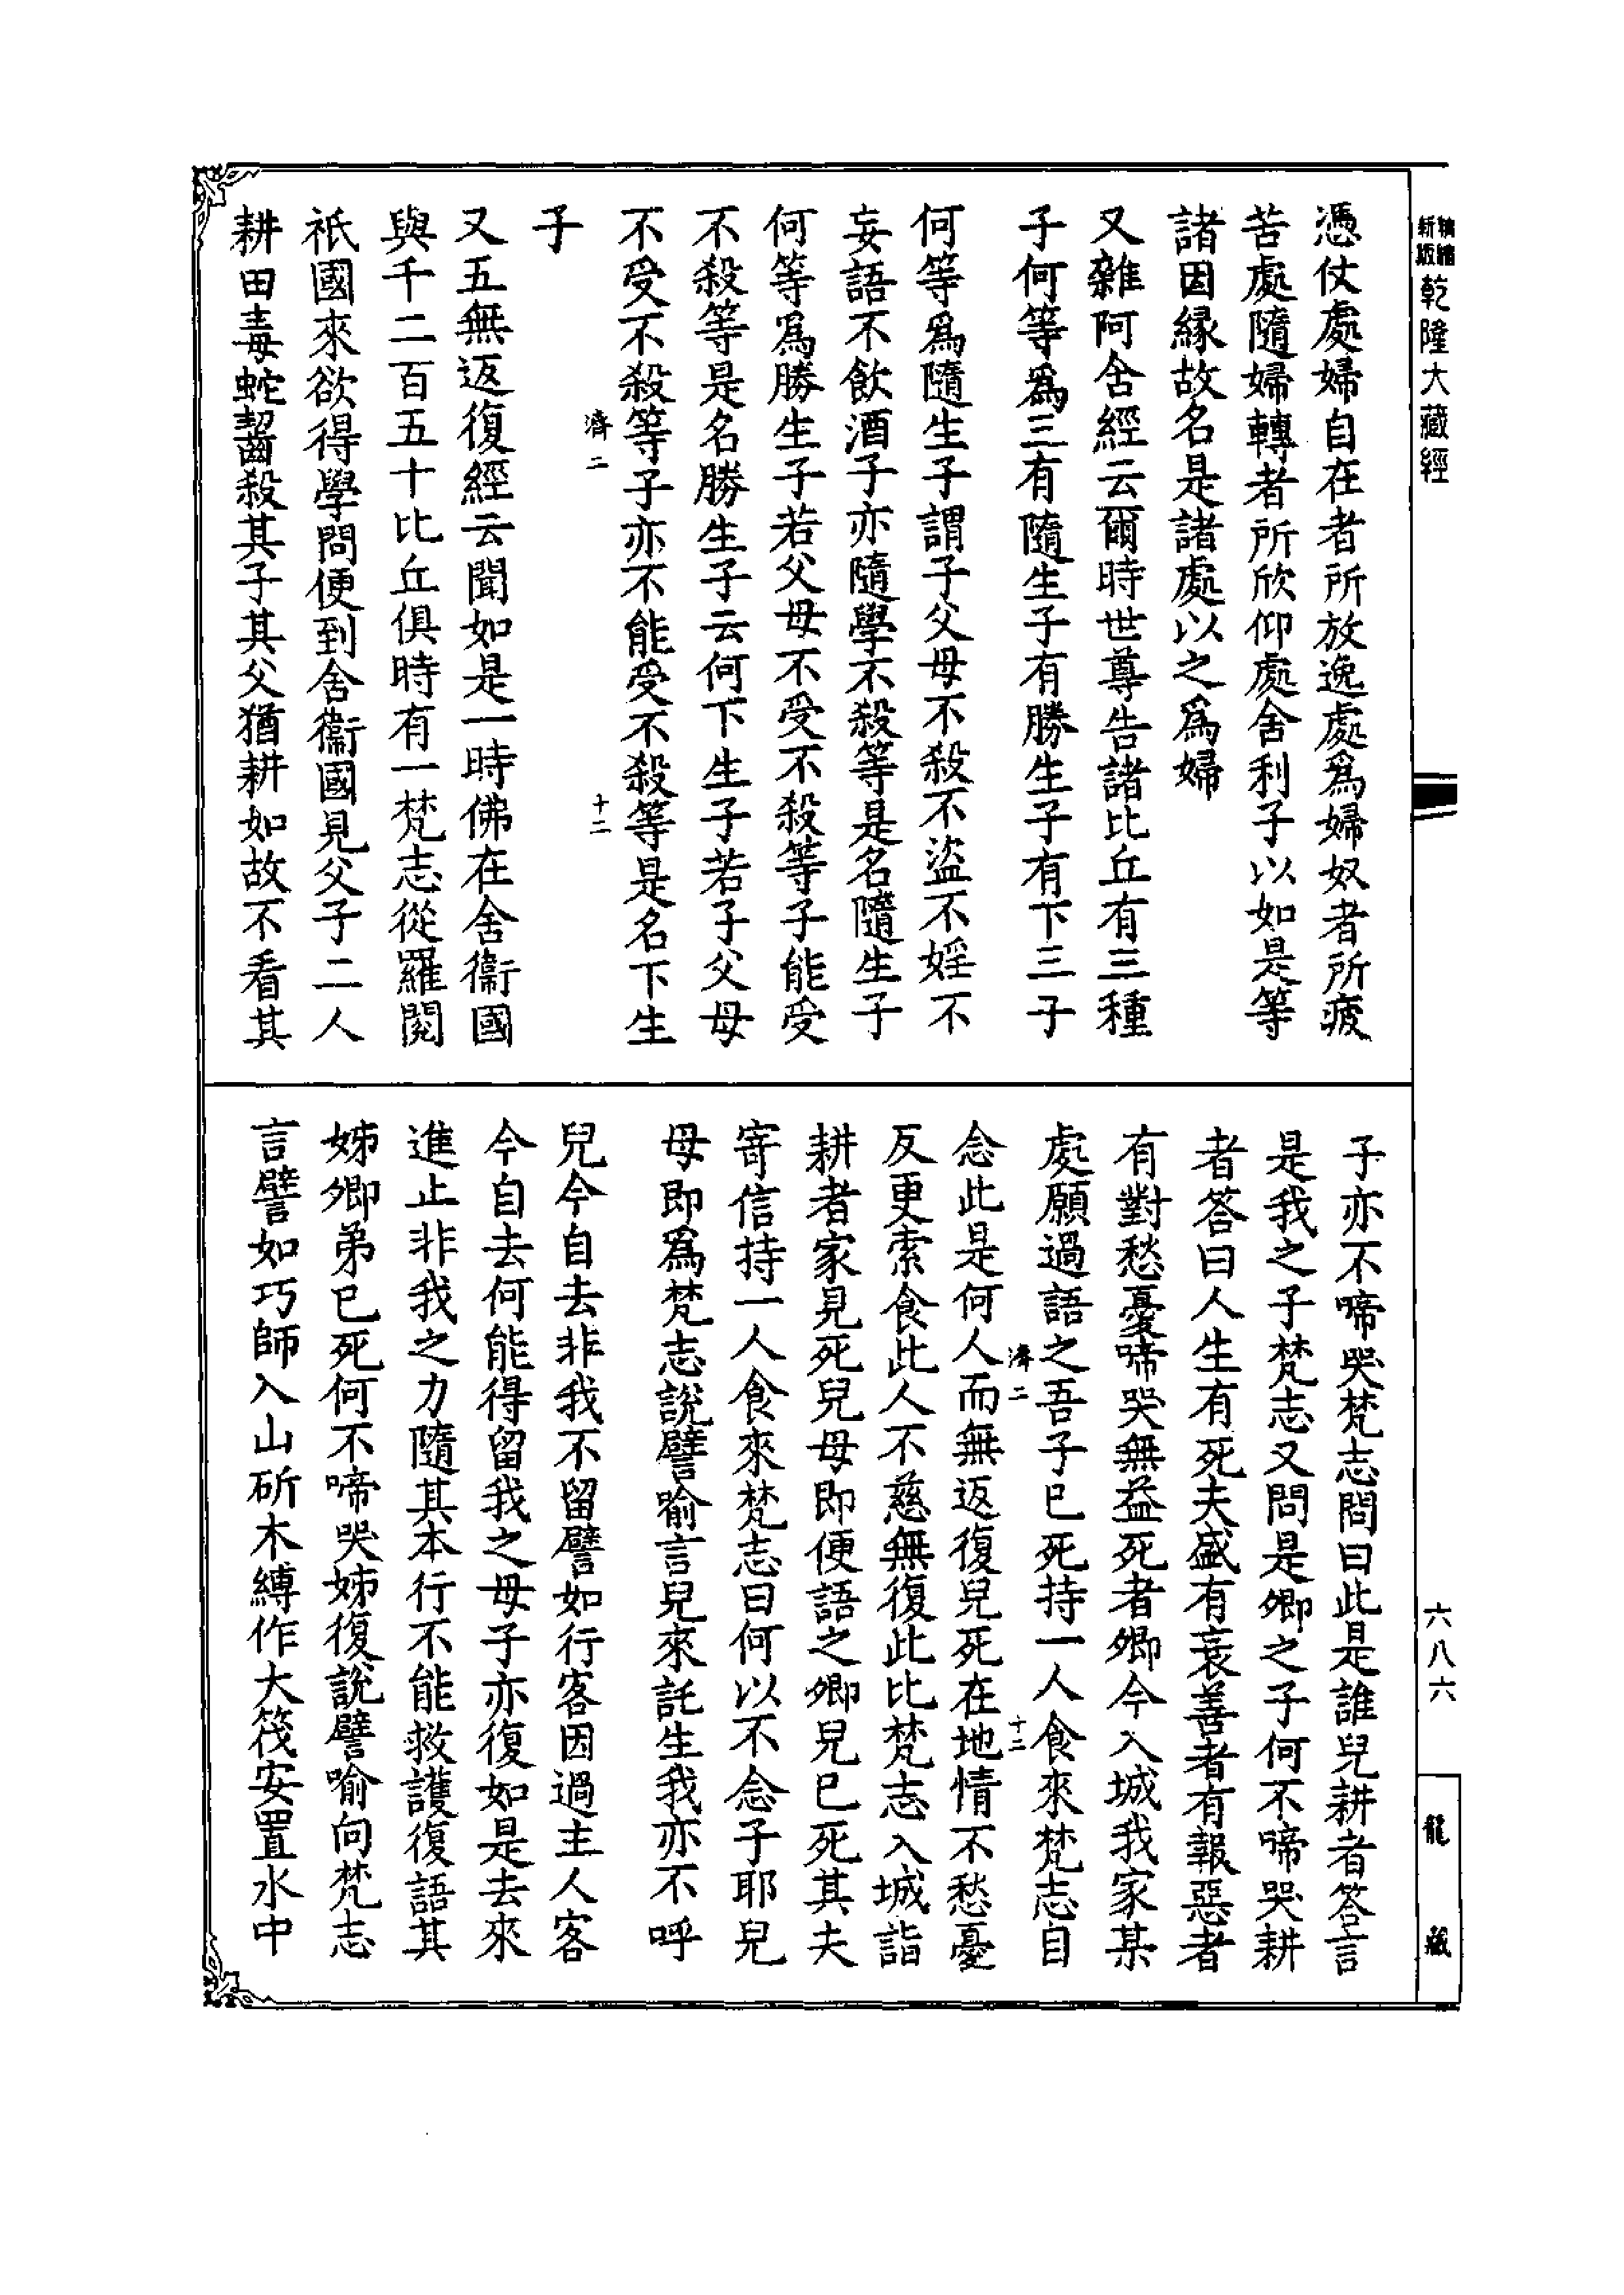 新版精縮乾隆大藏經
憑仗處婦自在者所放逸處爲婦奴者所疲
苦處隨婦轉者所欣仰處舍利子以如是等
諸因縁故名是諸處以之爲婦
又雜阿含經云爾時世尊告諸比丘有三種
子何等爲三有隨生子有勝生子有下三子
何等爲隨生子謂子父母不殺不盜不婬不
妄語不飲酒子亦隨學不殺等是名隨生子
何等爲勝生子若父母不受不殺等子能受
不殺等是名勝生子云何下生子若子父母
不受不殺等子亦不能受不殺等是名下生
濟二
十二
子
又五無返復經云聞如是一時佛在舍衞國
與千二百五十比丘俱時有一梵志從羅閱
祇國來欲得學問便到舍衞國見父子二人
耕田毒蛇齧殺其子其父猶耕如故不看其
子亦不啼哭梵志問曰此是誰兒耕者答言
是我之子梵志又問是卿之子何不啼哭耕
者答曰人生有死夫盛有衰善者有報惡者
有對愁憂啼哭無益死者卿今入城我家某
處願過語之吾子已死持一人食來梵志自
濟二
十二
念此是何人而無返復兒死在地情不愁憂
反更索食此人不慈無復此比梵志入城詣
耕者家見死兒母即便語之卿兒已死其夫
寄信持一人食來梵志曰何以不念子耶兒
母即爲梵志說譬喻言兒來託生我亦不呼
兒今自去非我不留譬如行客因過主人客
今自去何能得留我之母子亦復如是去來
進止非我之力隨其本行不能救護復語其
姊卿弟已死何不啼哭姊復說譬喻向梵志
言譬如巧師入山斫木縛作大筏安置水中
六八六
龍藏